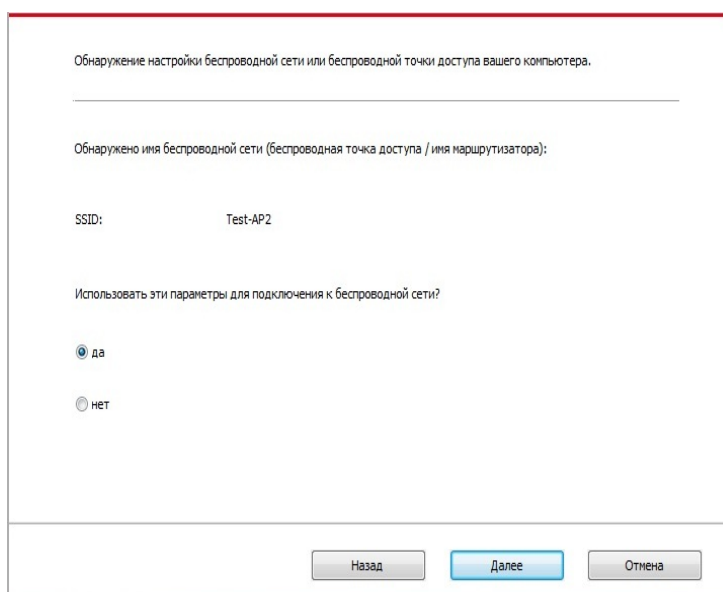 Обнаружение настройки беспроводной сети или беспроводной точки доступа вашего компьютера.
Обнаружено имя беспроводной сети (беспроводная точка доступа / имя маршрутизатора):
SSID: Test-AP2
Использовать эти параметры для подключения к беспроводной сети?
да
нет
Назад Далее Отмена